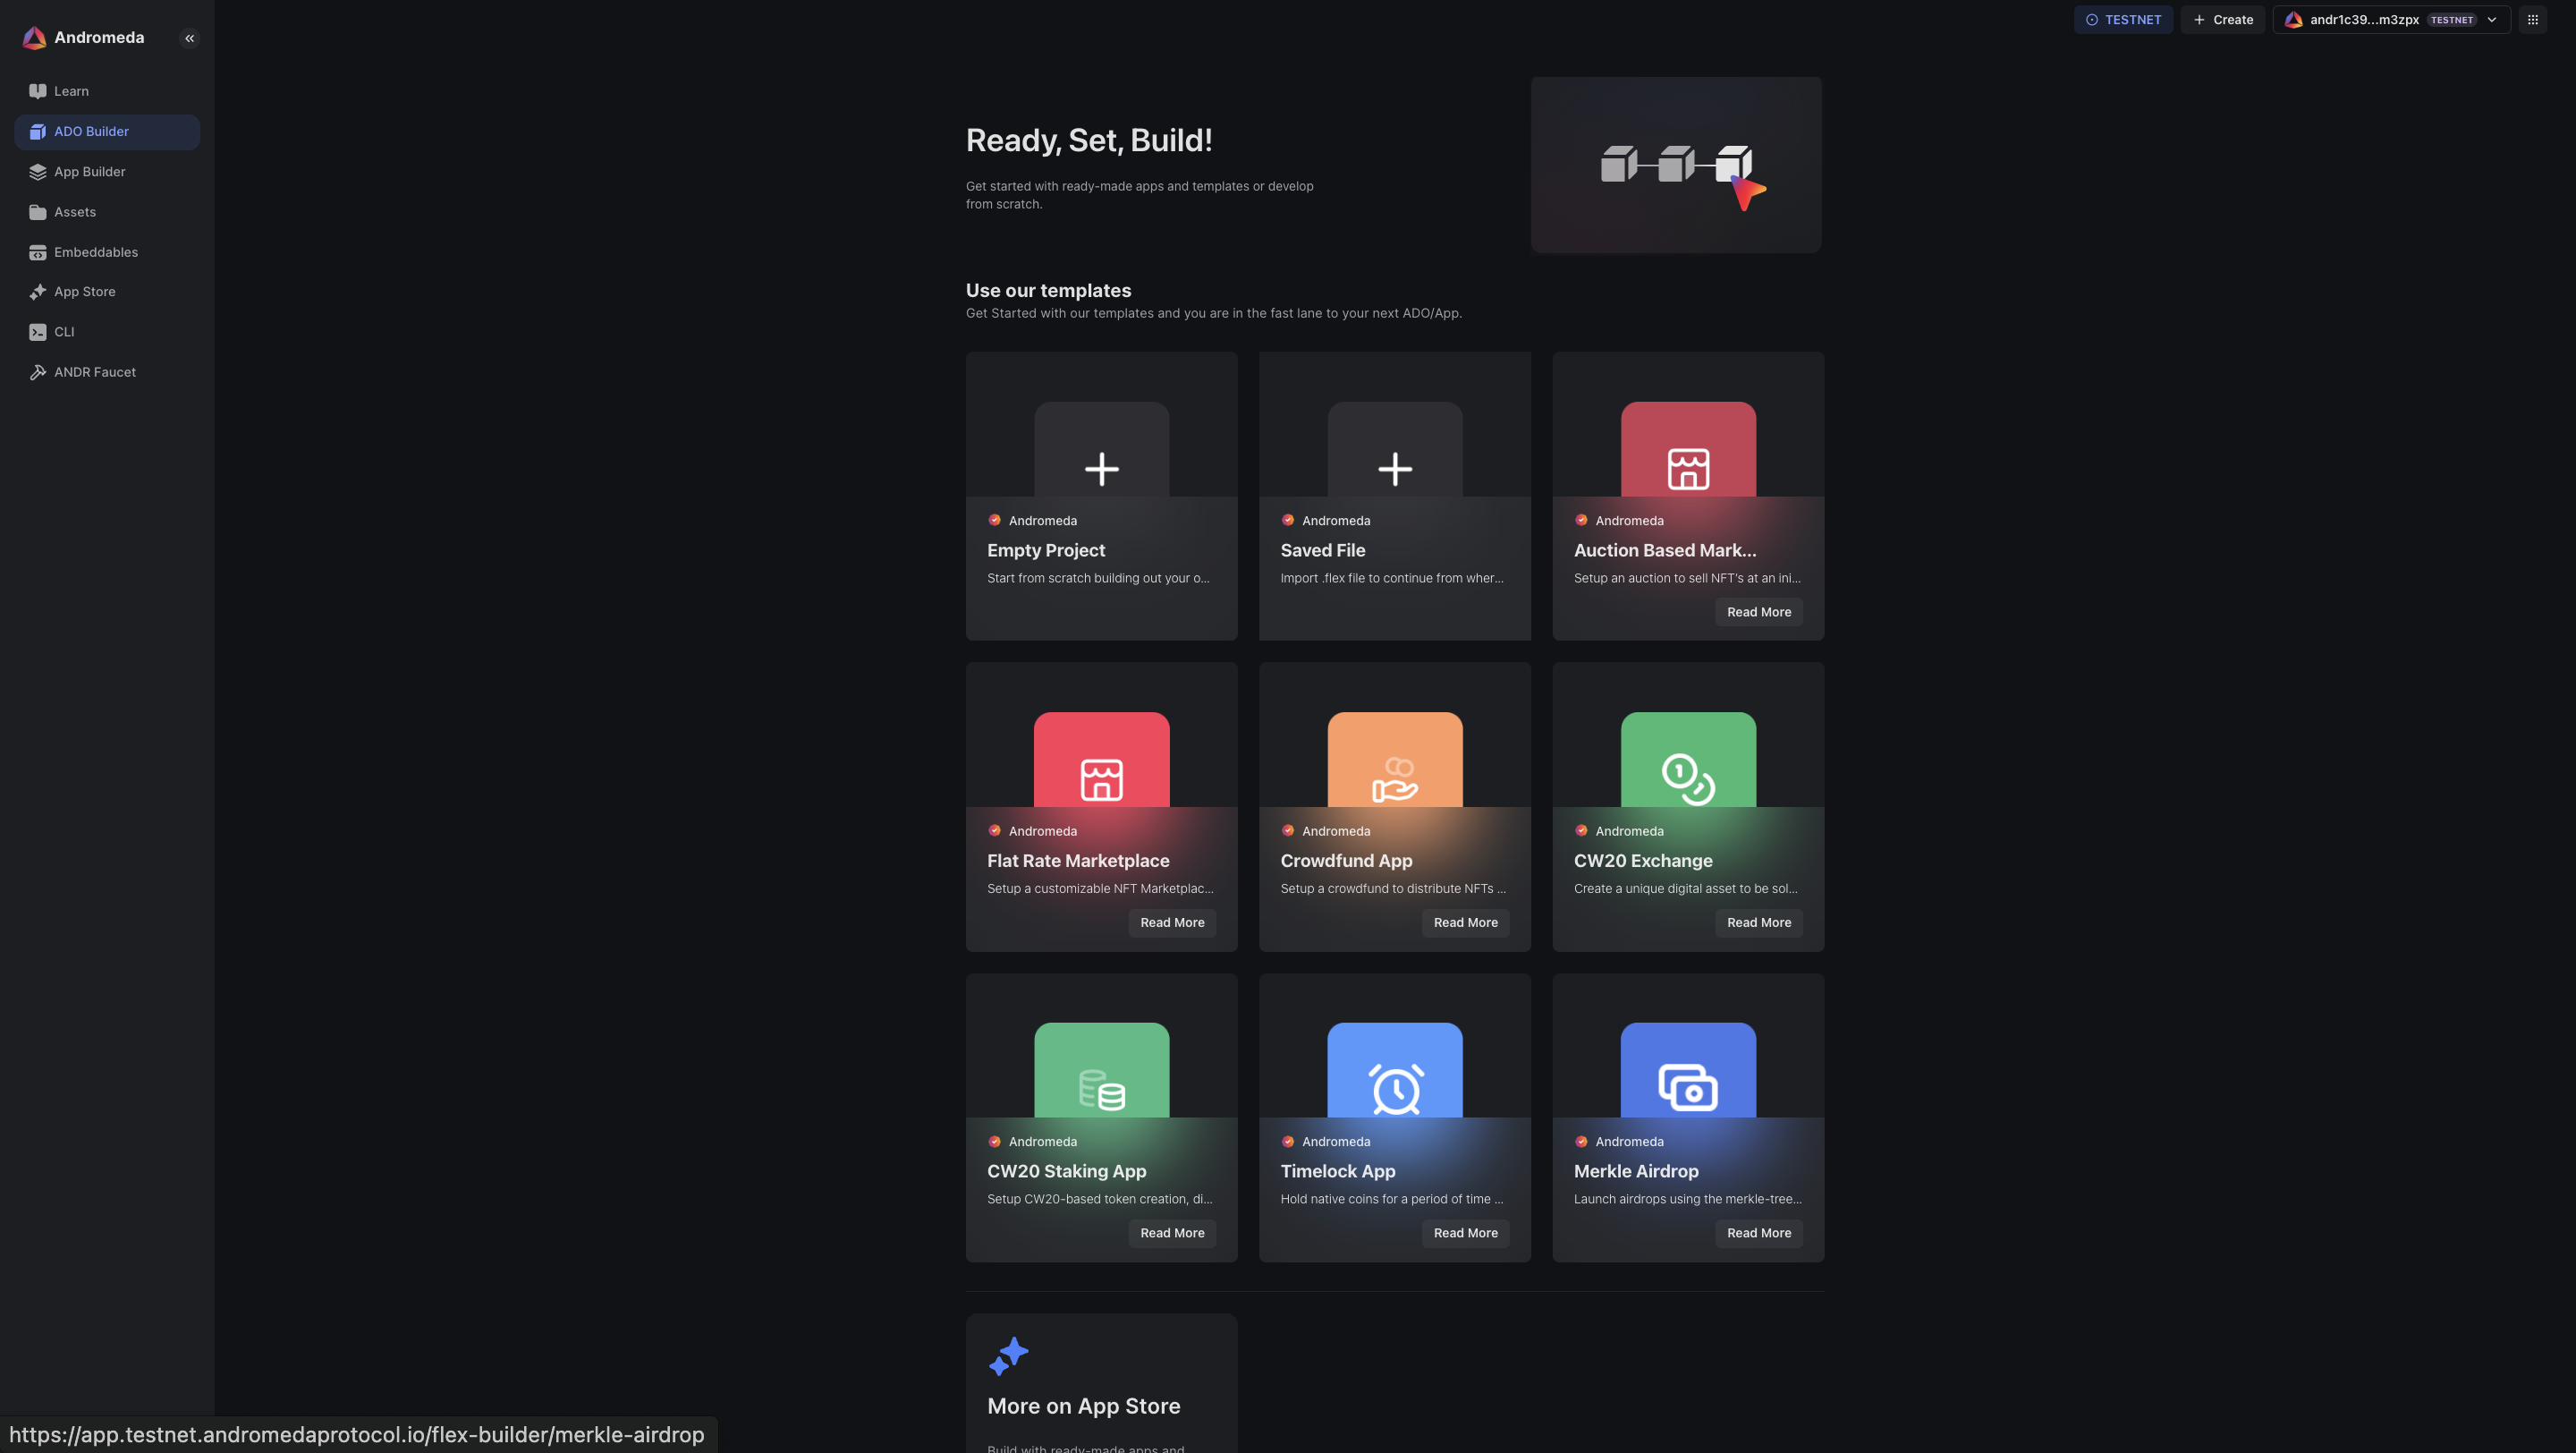 Andromeda
Learn
ADO Builder
App Builder
Assets
Embeddables
App Store
CLI
ANDR Faucet
TESTNET
Create
andr1c39...m3zpx TESTNET
Ready, Set, Build!
Get started with ready-made apps and templates or develop
from scratch.
Use our templates
Get Started with our templates and you are in the fast lane to your next ADO/App.
Andromeda
Empty Project
Start from scratch building out your o...
Andromeda
Saved File
Import .flex file to continue from wher...
Andromeda
Auction Based Mark...
Setup an auction to sell NFT's at an ini...
Read More
Andromeda
Flat Rate Marketplace
Setup a customizable NFT Marketplac...
Read More
Andromeda
Crowdfund App
Setup a crowdfund to distribute NFTs ...
Read More
1
Andromeda
CW20 Exchange
Create a unique digital asset to be sol...
Read More
Andromeda
CW20 Staking App
Setup CW20-based token creation, di...
Read More
Andromeda
Timelock App
Hold native coins for a period of time ...
Read More
Andromeda
Merkle Airdrop
Launch airdrops using the merkle-tree...
Read More
More on App Store
Build with ready-made apps and
https://app.testnet.andromedaprotocol.io/flex-builder/merkle-airdrop